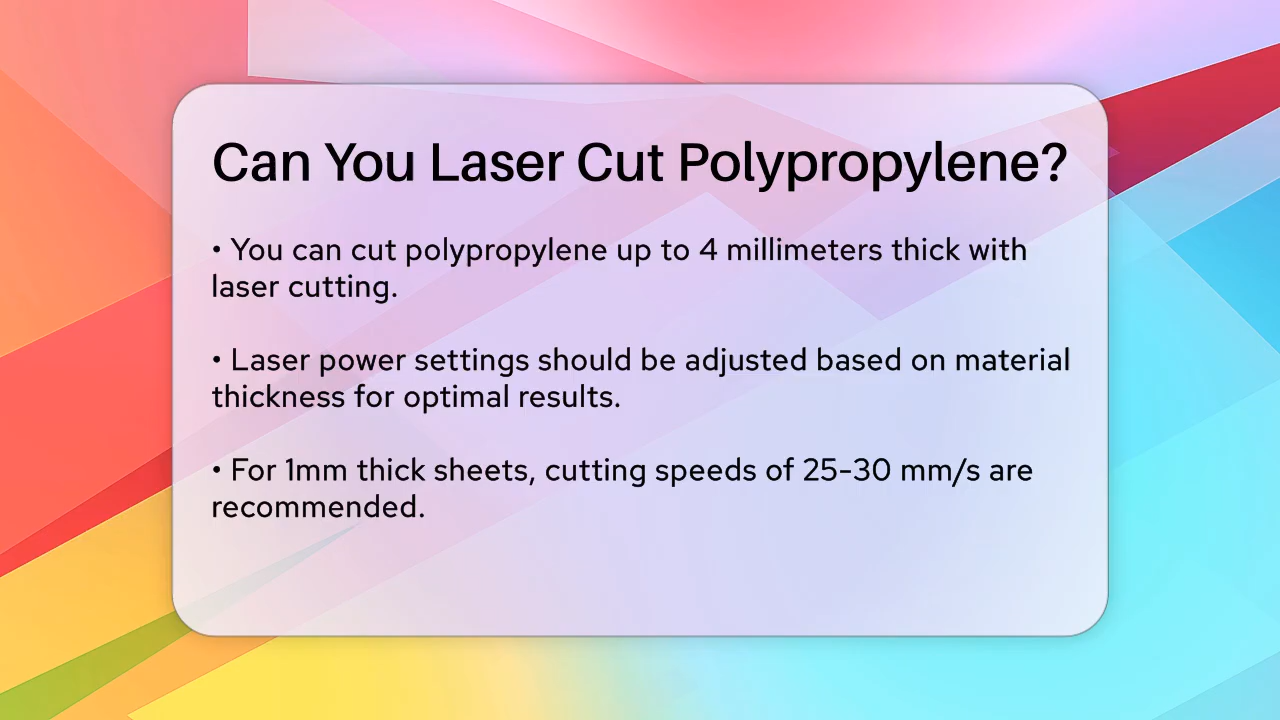 Can You Laser Cut Polypropylene?
• You can cut polypropylene up to 4 millimeters thick with
laser cutting.
• Laser power settings should be adjusted based on material
thickness for optimal results.
• For 1mm thick sheets, cutting speeds of 25-30 mm/s are
recommended.